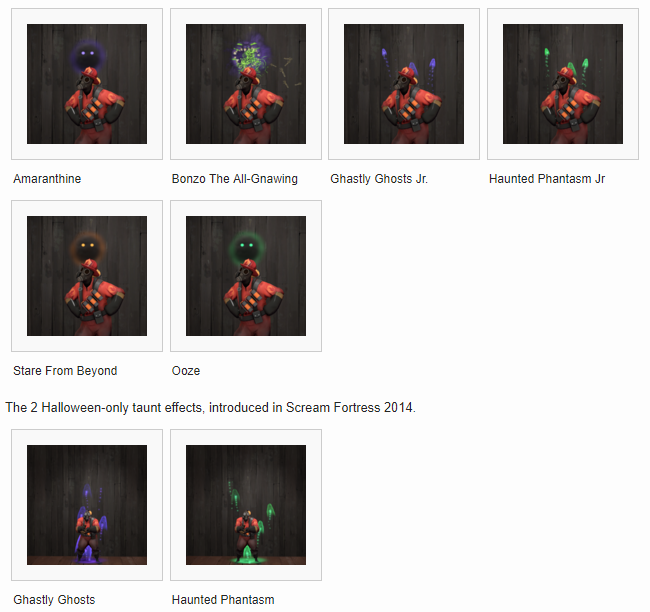 Amaranthine
Bonzo The All-Gnawing
Ghastly Ghosts Jr.
Haunted Phantasm Jr
Stare From Beyond
Ooze
The 2 Halloween-only taunt effects, introduced in Scream Fortress 2014.
Ghastly Ghosts
Haunted Phantasm